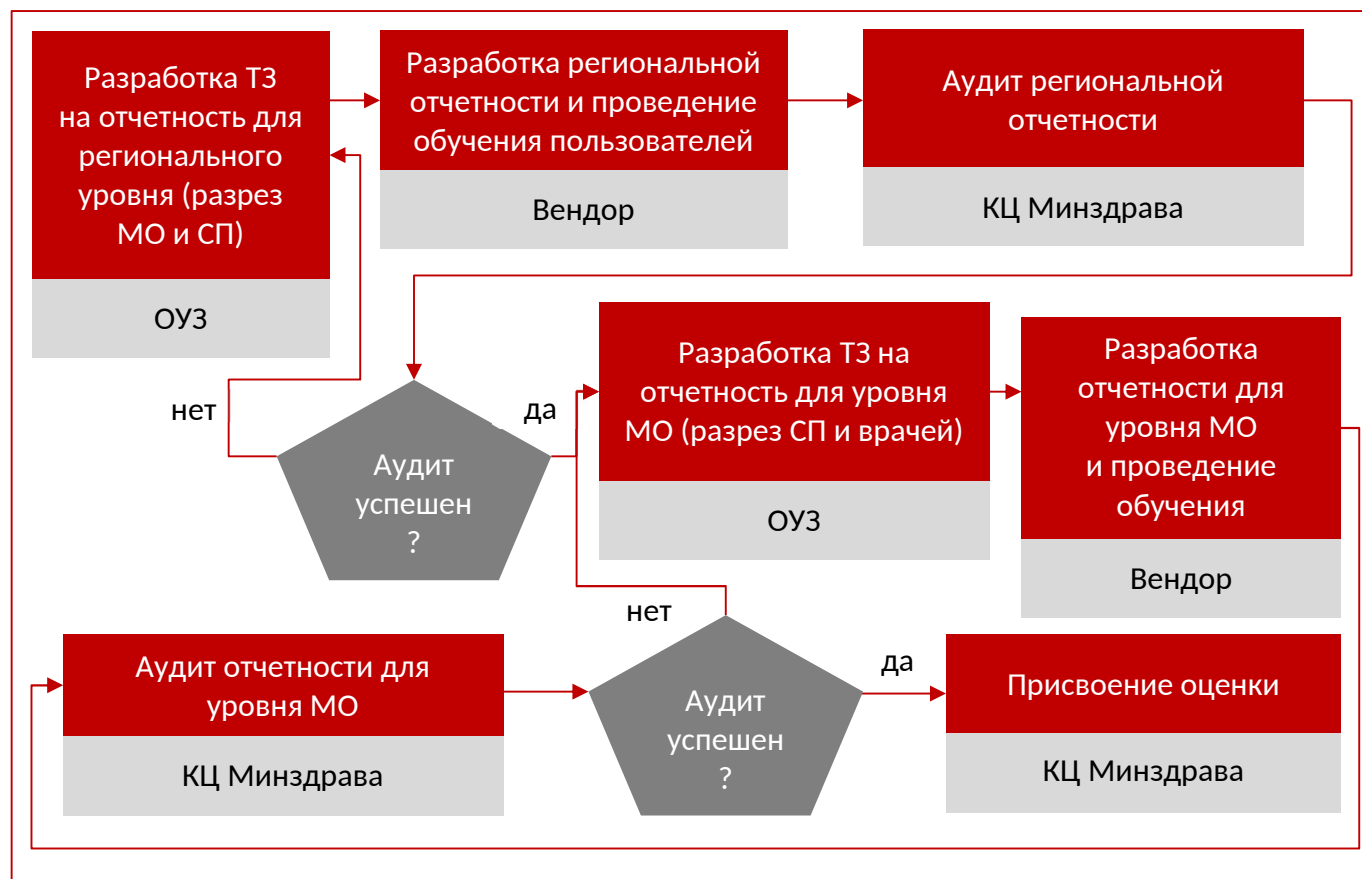 Разработка ТЗ
на отчетность для
регионального
уровня (разрез
МО и СП)
ОУЗ
Разработка региональной
отчетности и проведение
обучения пользователей
Вендор
Аудит региональной
отчетности
КЦ Минздрава
нет
Аудит
успешен
?
да
Разработка ТЗ на
отчетность для уровня
МО (разрез СП и врачей)
ОУЗ
Разработка
отчетности для
уровня МО
и проведение
обучения
Вендор
Аудит отчетности для
уровня МО
КЦ Минздрава
нет
Аудит
успешен
?
да
Присвоение оценки
КЦ Минздрава